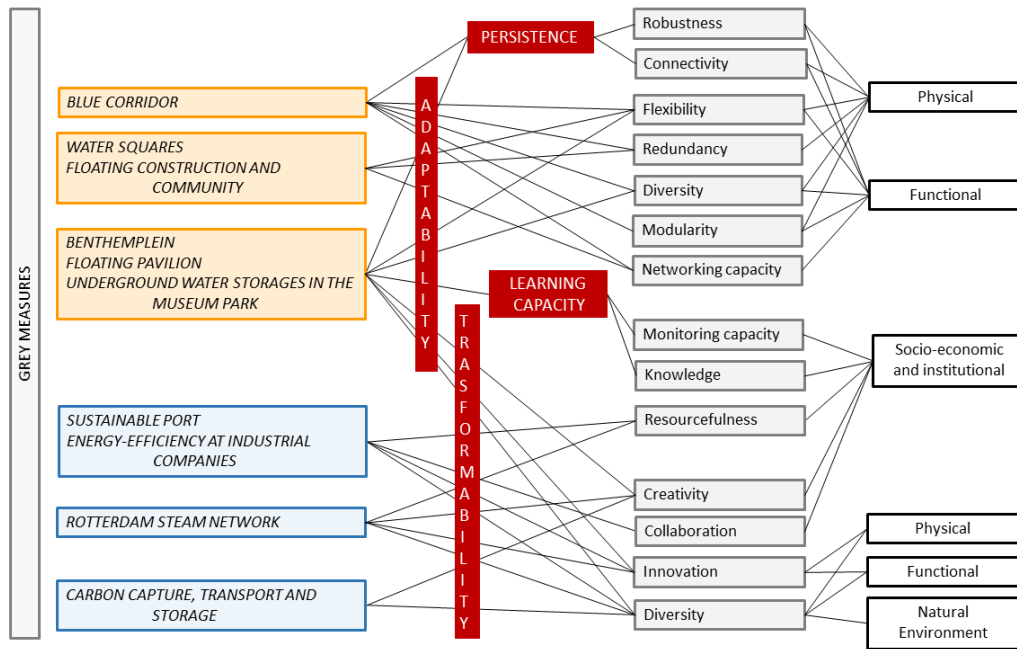 GREY MEASURES
BLUE CORRIDOR
WATER SQUARES
FLOATING CONSTRUCTION AND
COMMUNITY
BENTHEMPLEIN
FLOATING PAVILION
UNDERGROUND WATER STORAGES IN THE
MUSEUM PARK
SUSTAINABLE PORT
ENERGY-EFFICIENCY AT INDUSTRIAL
COMPANIES
ROTTERDAM STEAM NETWORK
CARBON CAPTURE, TRANSPORT AND
STORAGE
ADAPTABILITY
TRASFORMABILITY
PERSISTENCE
LEARNING
CAPACITY
Robustness
Connectivity
Flexibility
Redundancy
Diversity
Modularity
Networking capacity
Monitoring capacity
Knowledge
Resourcefulness
Creativity
Collaboration
Innovation
Diversity
Physical
Functional
Socio-economic
and institutional
Physical
Functional
Natural
Environment